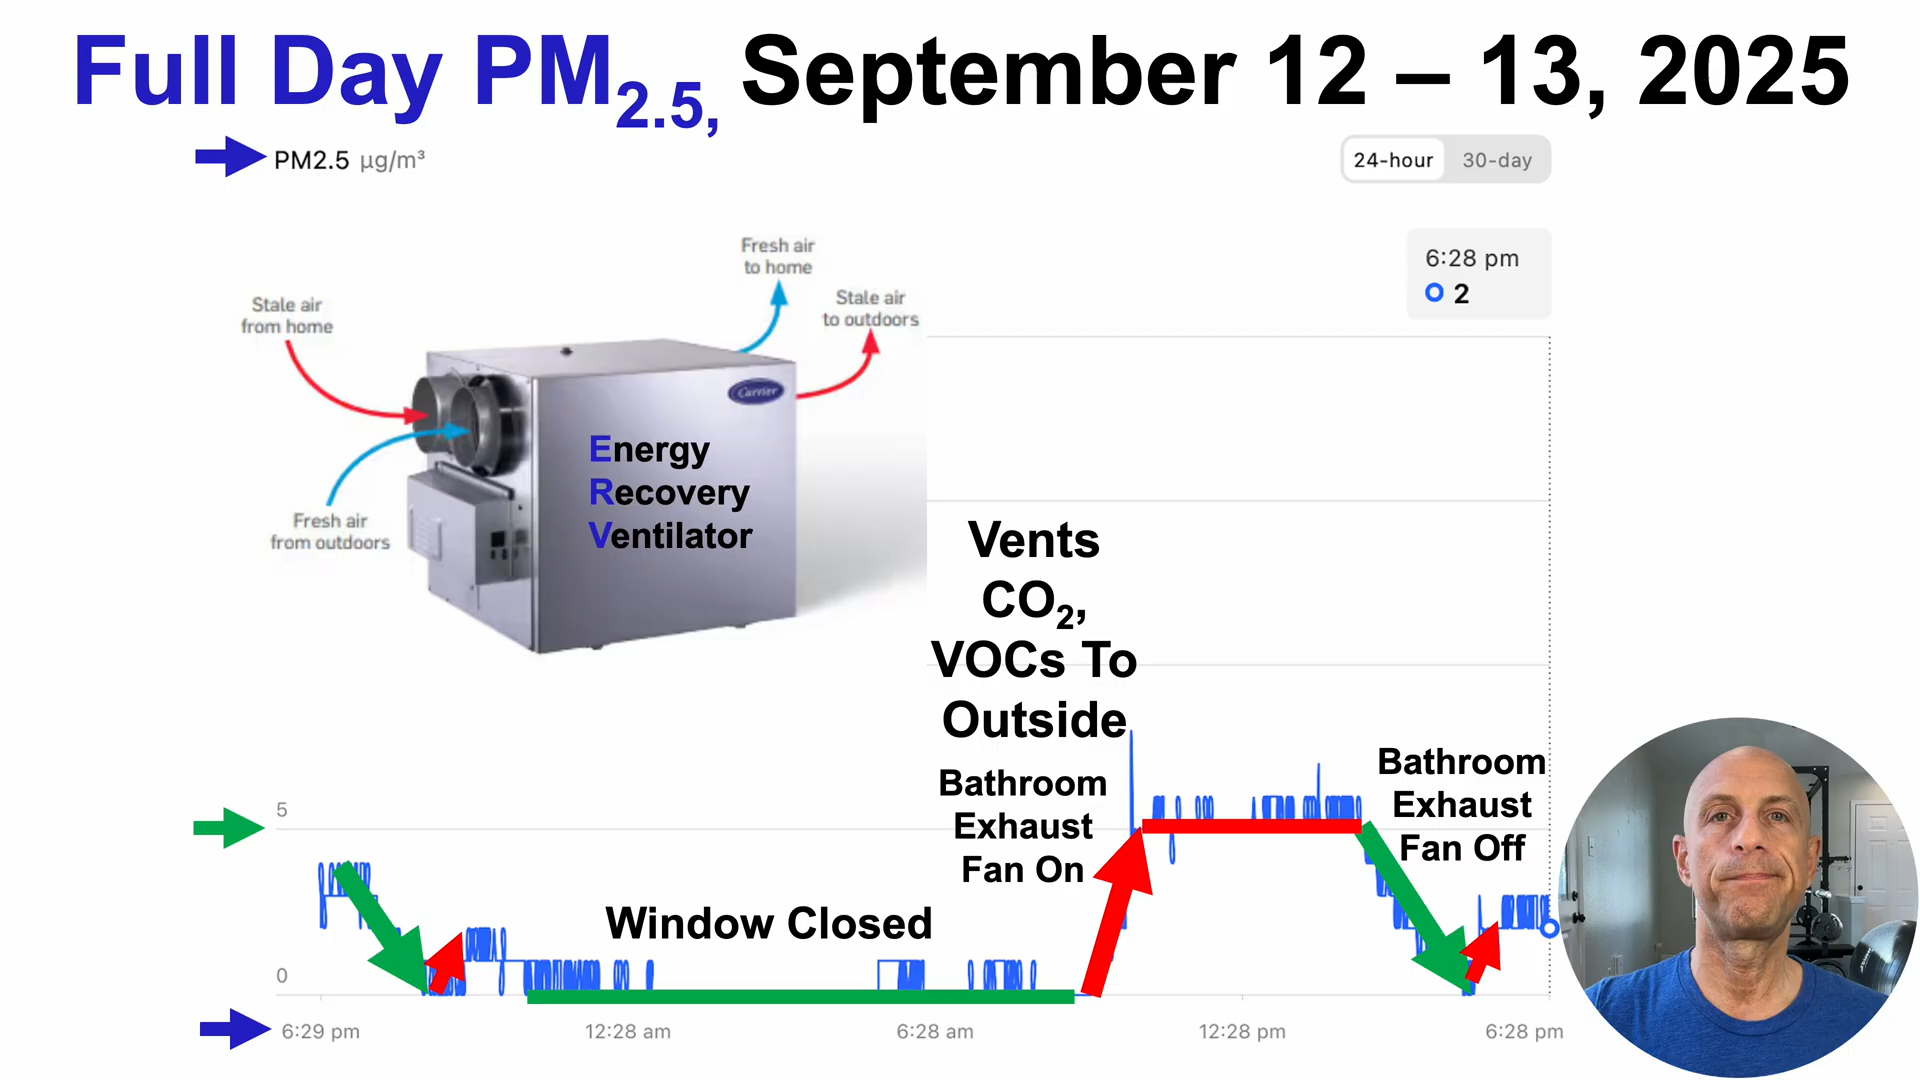 Full Day PM2.5, September 12 – 13, 2025
PM2.5 µg/m³
24-hour 30-day
6:28 pm
2
Fresh air
to home
Stale air
from home
Stale air
to outdoors
Carrier
Energy
Recovery
Ventilator
Fresh air
from outdoors
Vents
CO2,
VOCs To
Outside
Bathroom
Exhaust
Fan On
Bathroom
Exhaust
Fan Off
5
Window Closed
0
6:29 pm 12:28 am 6:28 am 12:28 pm 6:28 pm